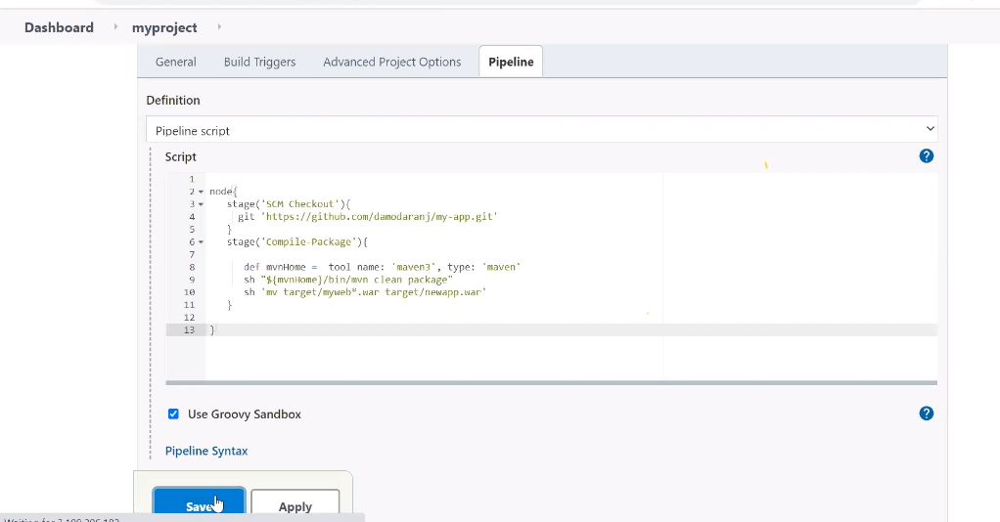 Dashboard myproject
General Build Triggers Advanced Project Options Pipeline
Definition
Pipeline script
Script
1
2 node{
3 stage('SCM Checkout'){
4 git 'https://github.com/damodaranj/my-app.git'
5 }
6 stage('Compile-Package'){
7
8 def mvnHome = tool name: 'maven3', type: 'maven'
9 sh "${mvnHome}/bin/mvn clean package"
10 sh 'mv target/myweb*.war target/newapp.war'
11 }
12
13 }
Use Groovy Sandbox
Pipeline Syntax
Save Apply